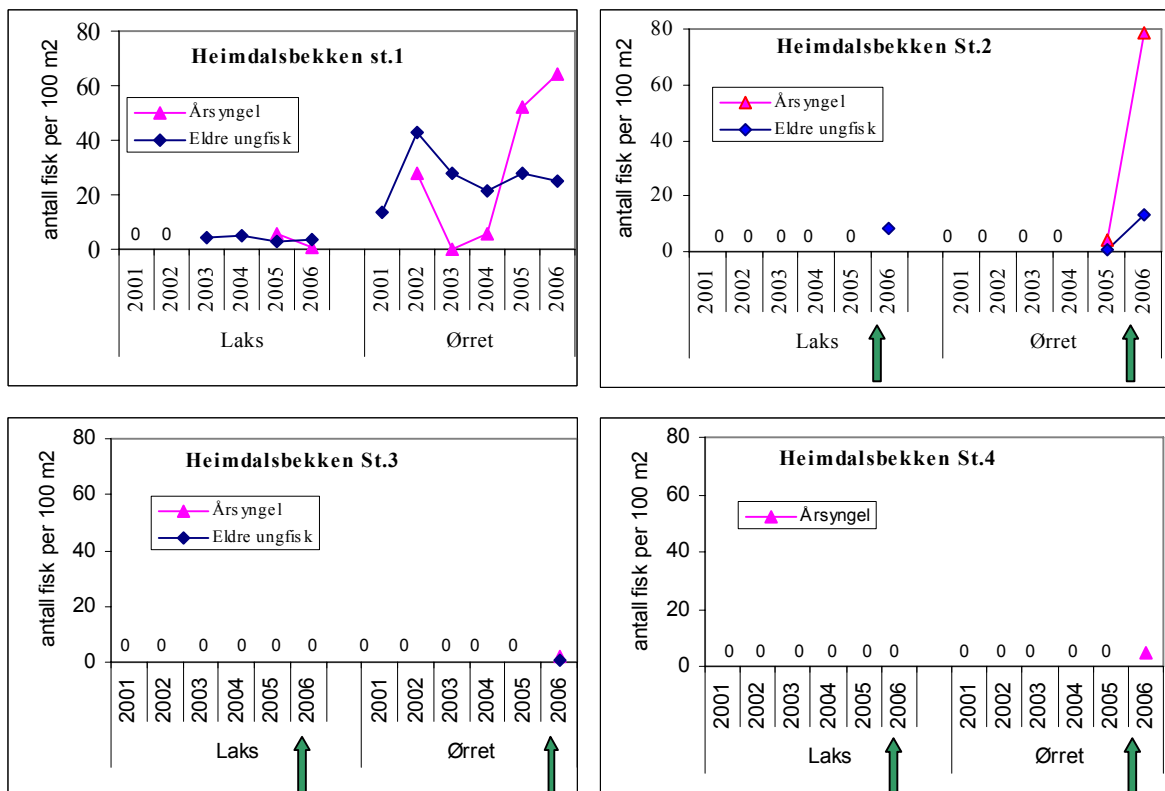 Heimdalsbekken st.1
antall fisk per 100 m2
80
60
40
20
0
Årsyngel
Eldre ungfisk
0 0
2001 2002 2003 2004 2005 2006 2001 2002 2003 2004 2005 2006
Laks Ørret
Heimdalsbekken St.2
antall fisk per 100 m2
80
60
40
20
0
Årsyngel
Eldre ungfisk
0 0 0 0 0 0 0 0 0
2001 2002 2003 2004 2005 2006 2001 2002 2003 2004 2005 2006
Laks Ørret
Heimdalsbekken St.3
antall fisk per 100 m2
80
60
40
20
0
Årsyngel
Eldre ungfisk
0 0 0 0 0 0 0 0 0 0 0
2001 2002 2003 2004 2005 2006 2001 2002 2003 2004 2005 2006
Laks Ørret
Heimdalsbekken St.4
antall fisk per 100 m2
80
60
40
20
0
Årsyngel
0 0 0 0 0 0 0 0 0 0 0
2001 2002 2003 2004 2005 2006 2001 2002 2003 2004 2005 2006
Laks Ørret